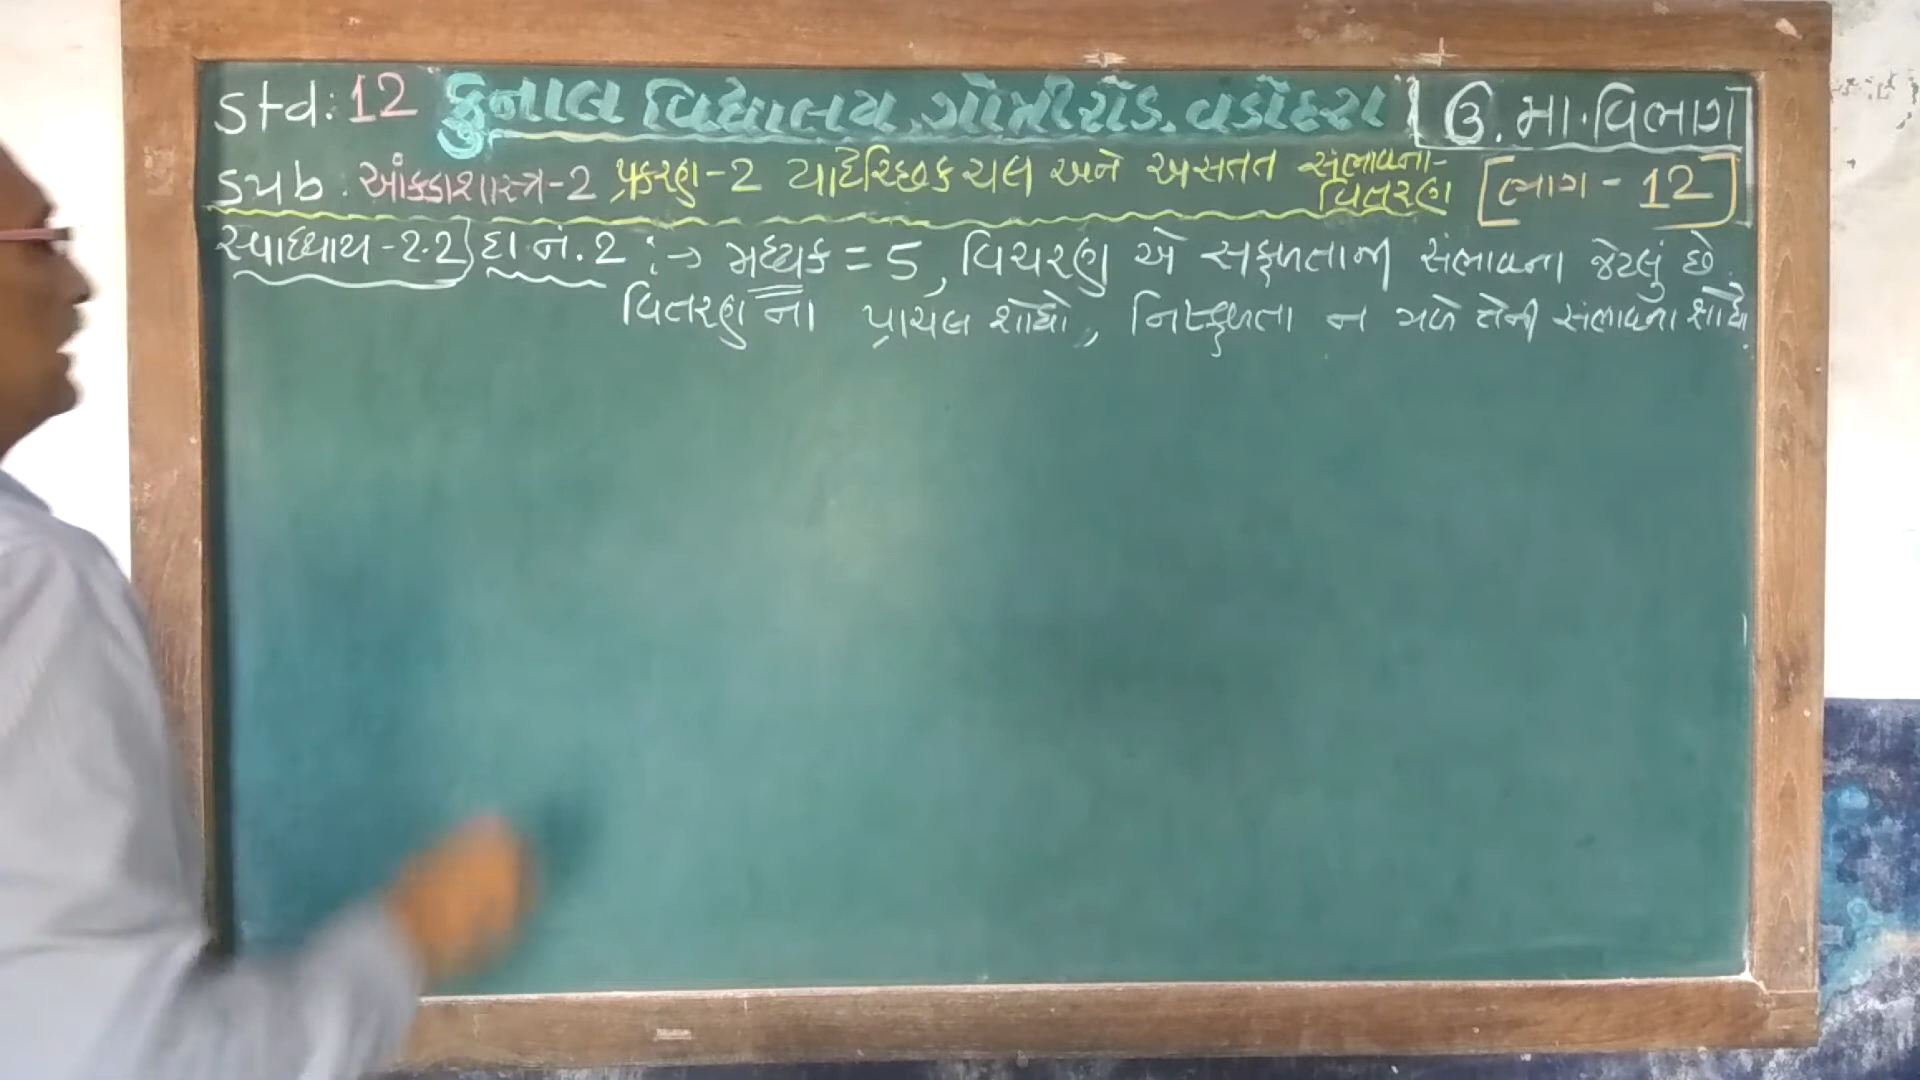 Std: 12 કુનાલ વિદ્યાલય, ગોત્રીરોડ, વડોદરા ઉ. મા. વિભાગ
Sub. આંકડાશાસ્ત્ર-2 પ્રકરણ-2 યાદૈચ્છિક ચલ અને અસતત સંભાવના-વિતરણ [ભાગ - 12]
સ્વાધ્યાય-2.2) દા નં. 2 :→ મધ્યક = 5, વિચરણ એ સફળતાની સંભાવના જેટલું છે.
વિતરણ ના પ્રાચલ શોધો, નિષ્ફળતા ન મળે તેની સંભાવના શોધો.